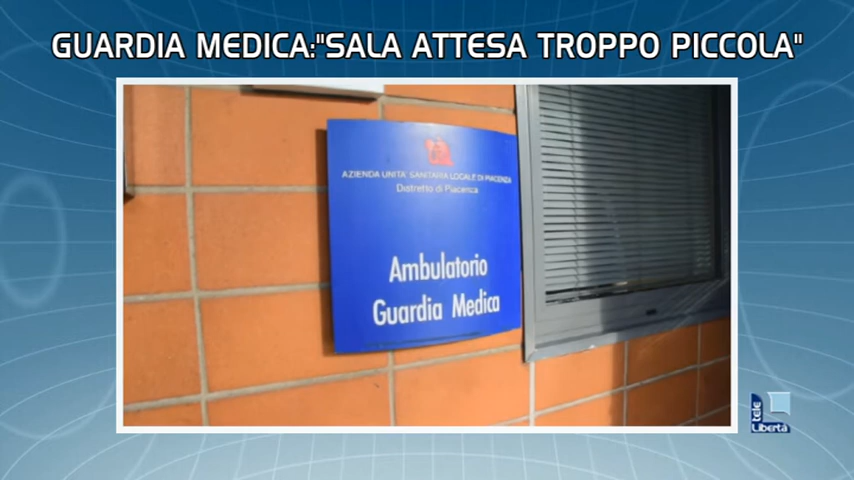 GUARDIA MEDICA:"SALA ATTESA TROPPO PICCOLA"
AZIENDA UNITA' SANITARIA LOCALE DI PIACENZA
Distretto di Piacenza
Ambulatorio
Guardia Medica
tele
Libertà